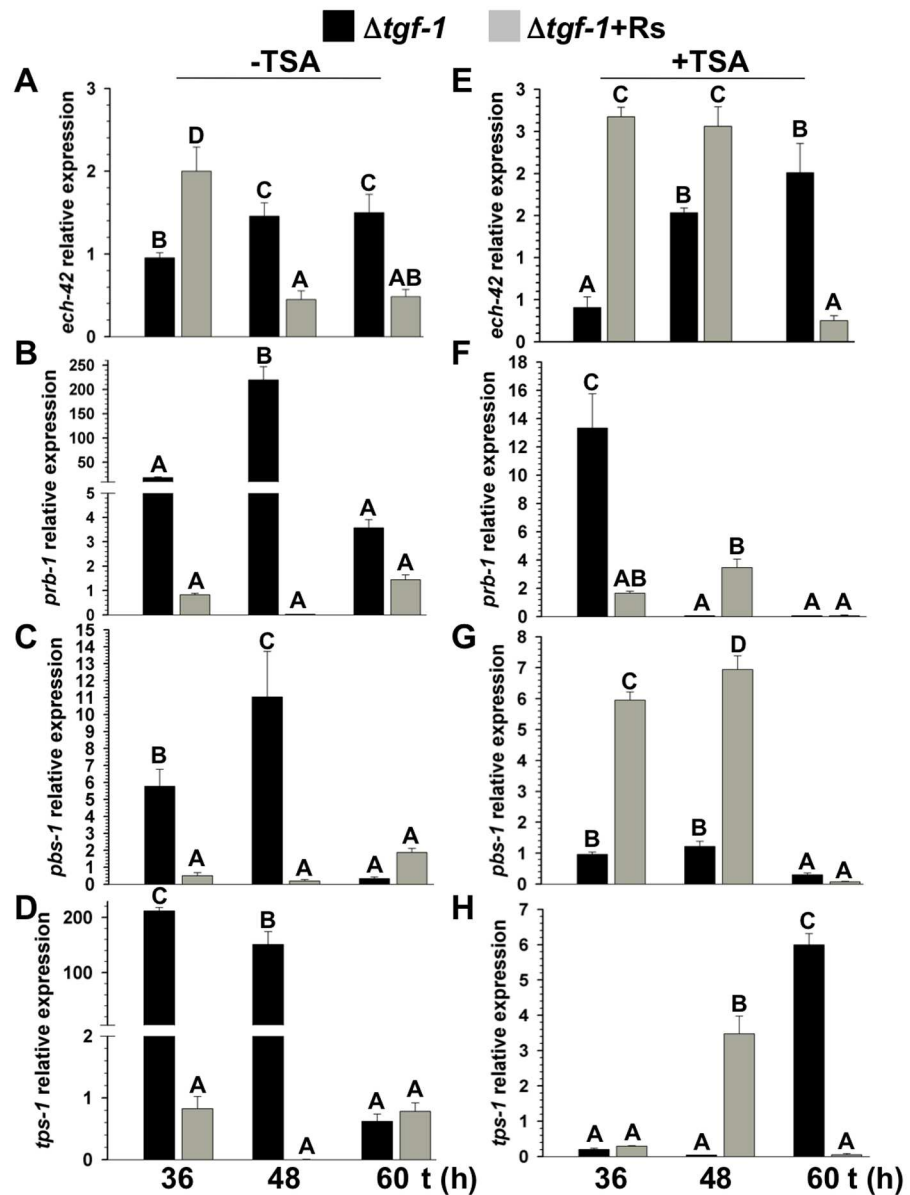 Δtgf-1 Δtgf-1+Rs
-TSA +TSA
A
ech-42 relative expression
3
2
1
0
B D C A C AB
E
ech-42 relative expression
3
3
2
2
1
1
0
A C B C B A
B
prb-1 relative expression
250
200
150
100
50
5
4
3
2
1
0
A A B A A A
F
prb-1 relative expression
18
16
14
12
10
8
6
4
2
0
C AB A B A A
C
pbs-1 relative expression
15
14
13
12
11
10
9
8
7
6
5
4
3
2
1
0
B A C A A A
G
pbs-1 relative expression
8
7
6
5
4
3
2
1
0
B C B D A A
D
tps-1 relative expression
200
100
2
1
0
C A B A A A
36 48 60 t (h)
H
tps-1 relative expression
7
6
5
4
3
2
1
0
A A A B C A
36 48 60 t (h)